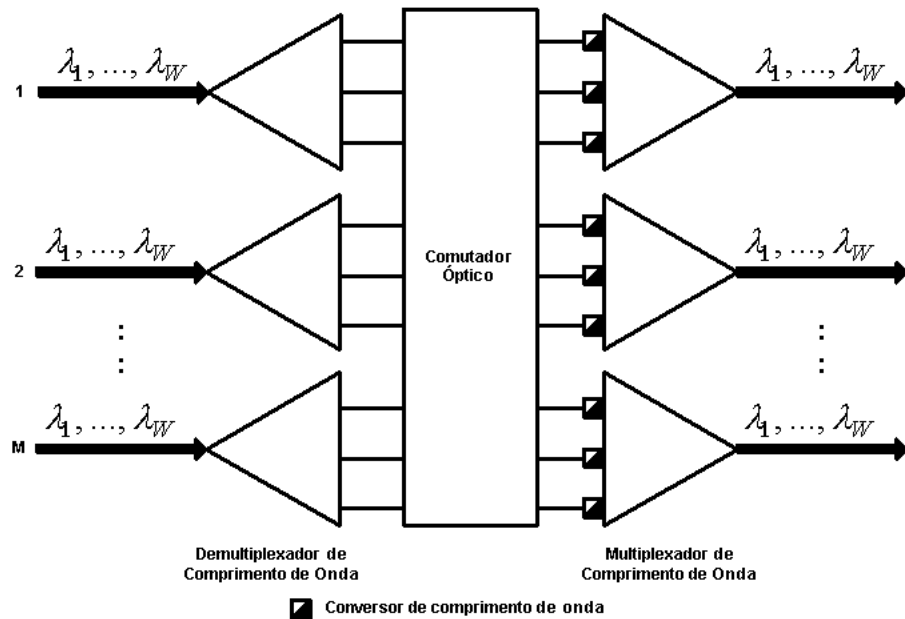 λ1, ..., λW
λ1, ..., λW
1
λ1, ..., λW
λ1, ..., λW
2
Comutador
Óptico
λ1, ..., λW
λ1, ..., λW
M
Demultiplexador de
Comprimento de Onda
Multiplexador de
Comprimento de Onda
Conversor de comprimento de onda